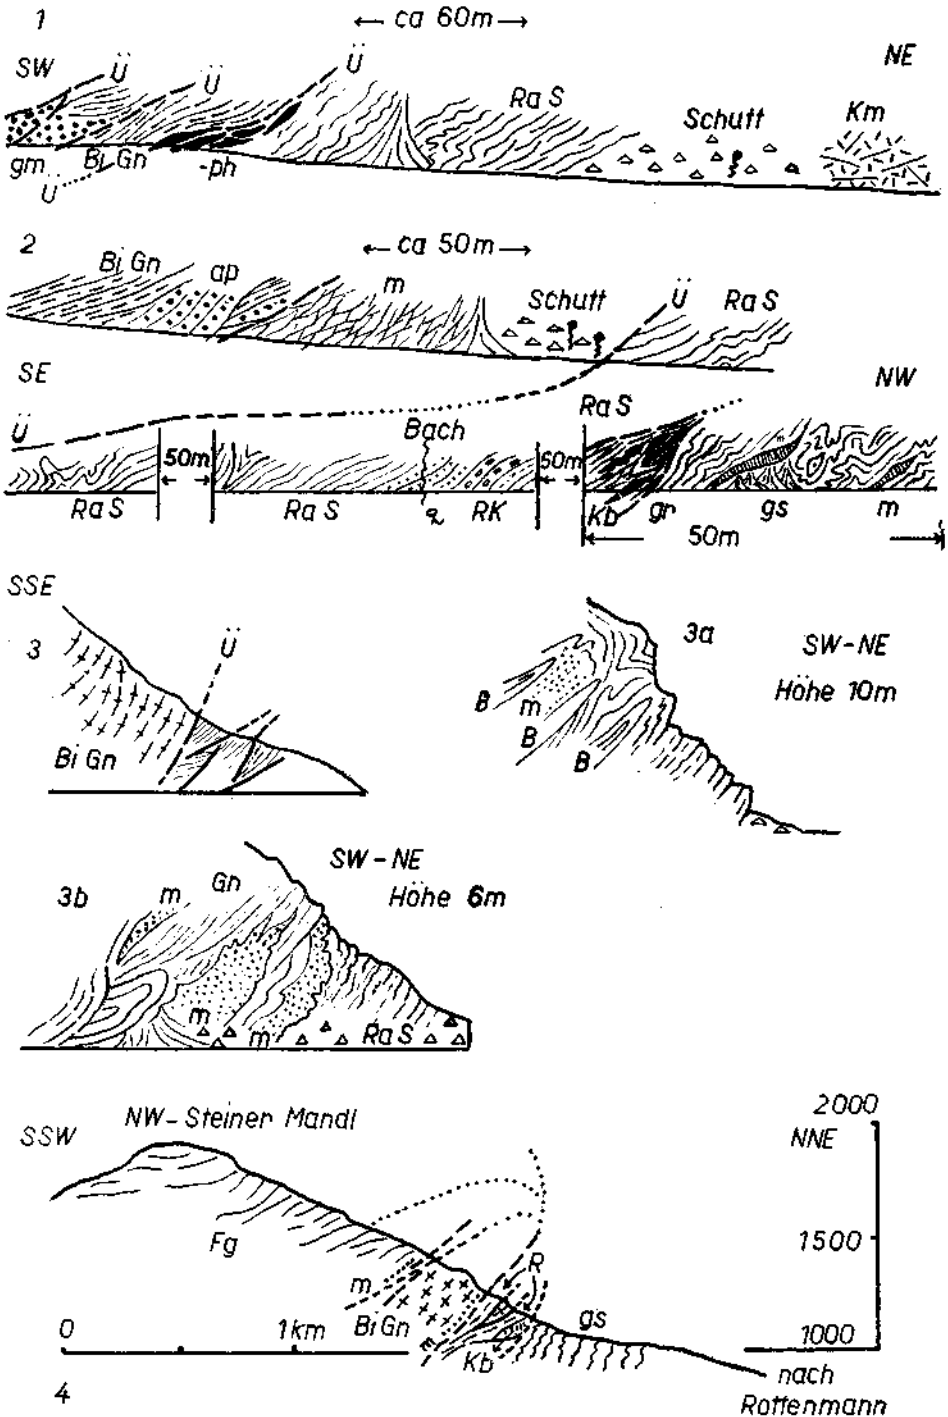 1
← ca 60m →
SW
Ü
Ü
Ü
NE
Ra S
Schutt
Km
gm
Bi Gn
-ph
Ü
2
← ca 50m →
Bi Gn
ap
m
Schutt
Ü
Ra S
SE
NW
Ü
50m
Bach
50m
Ra S
Ra S
Ra S
q
RK
Kb
gr
gs
m
50m
SSE
3
Ü
Bi Gn
3a
SW-NE
Höhe 10m
B
m
B
B
3b
m
Gn
SW-NE
Höhe 6m
m
m
Ra S
SSW
NW-Steiner Mandl
2000
NNE
1500
1000
Fg
m
Bi Gn
R
Kb
gs
0
1km
nach
Rottenmann
4